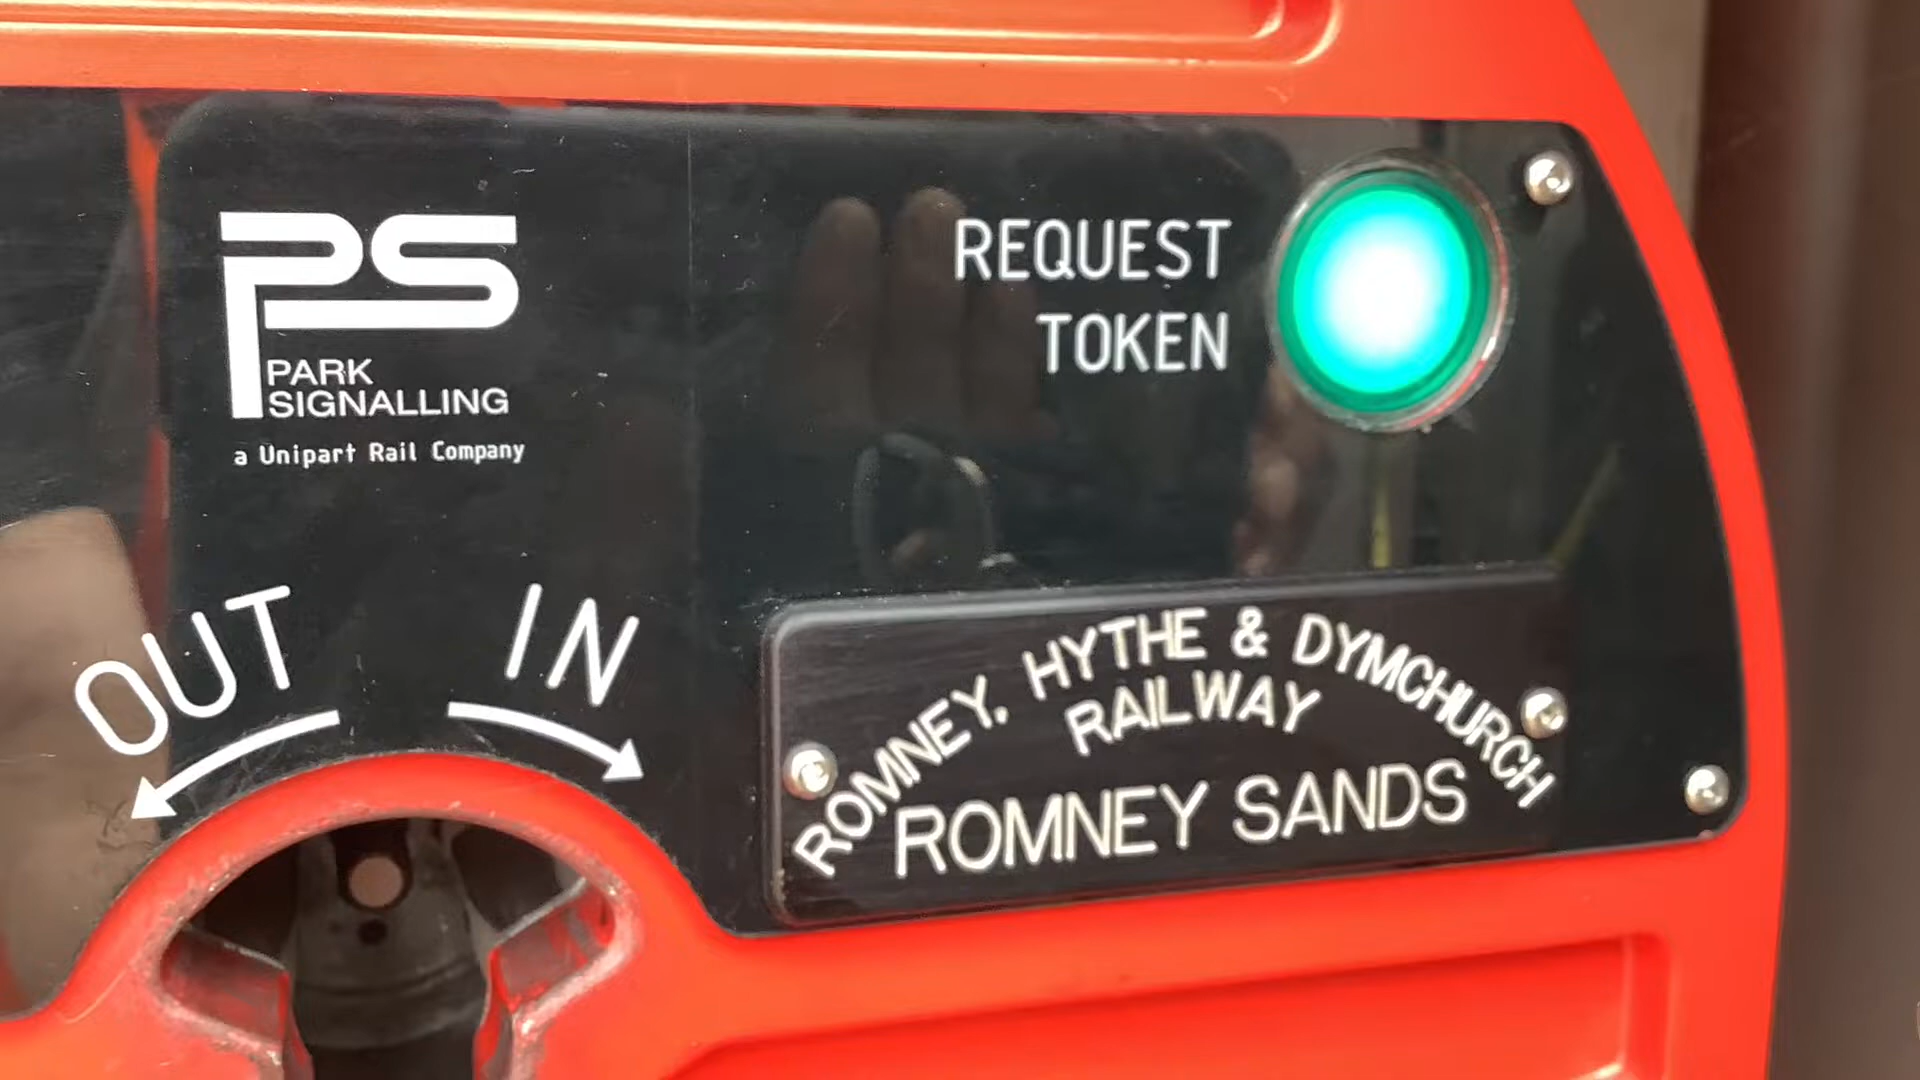 PS
PARK
SIGNALLING
a Unipart Rail Company
REQUEST
TOKEN
OUT
IN
ROMNEY, HYTHE & DYMCHURCH
RAILWAY
ROMNEY SANDS